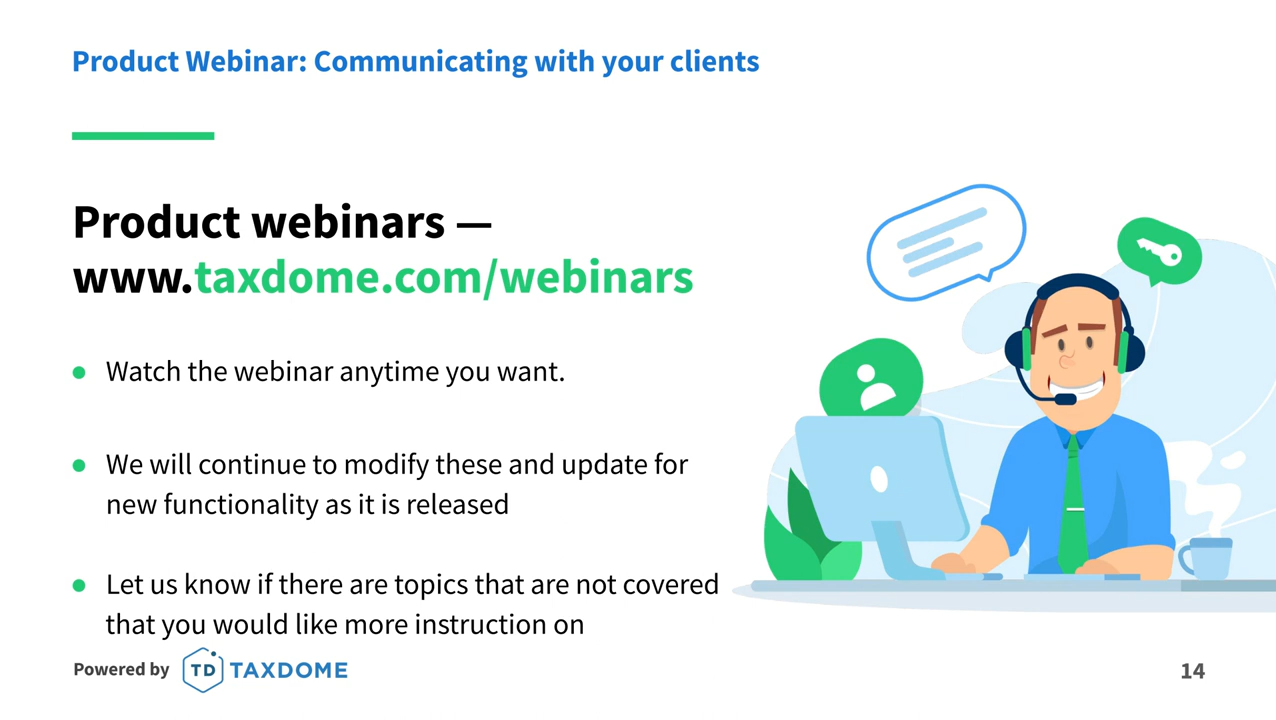 Product Webinar: Communicating with your clients
Product webinars —
www.taxdome.com/webinars
Watch the webinar anytime you want.
We will continue to modify these and update for
new functionality as it is released
Let us know if there are topics that are not covered
that you would like more instruction on
Powered by TD TAXDOME
14